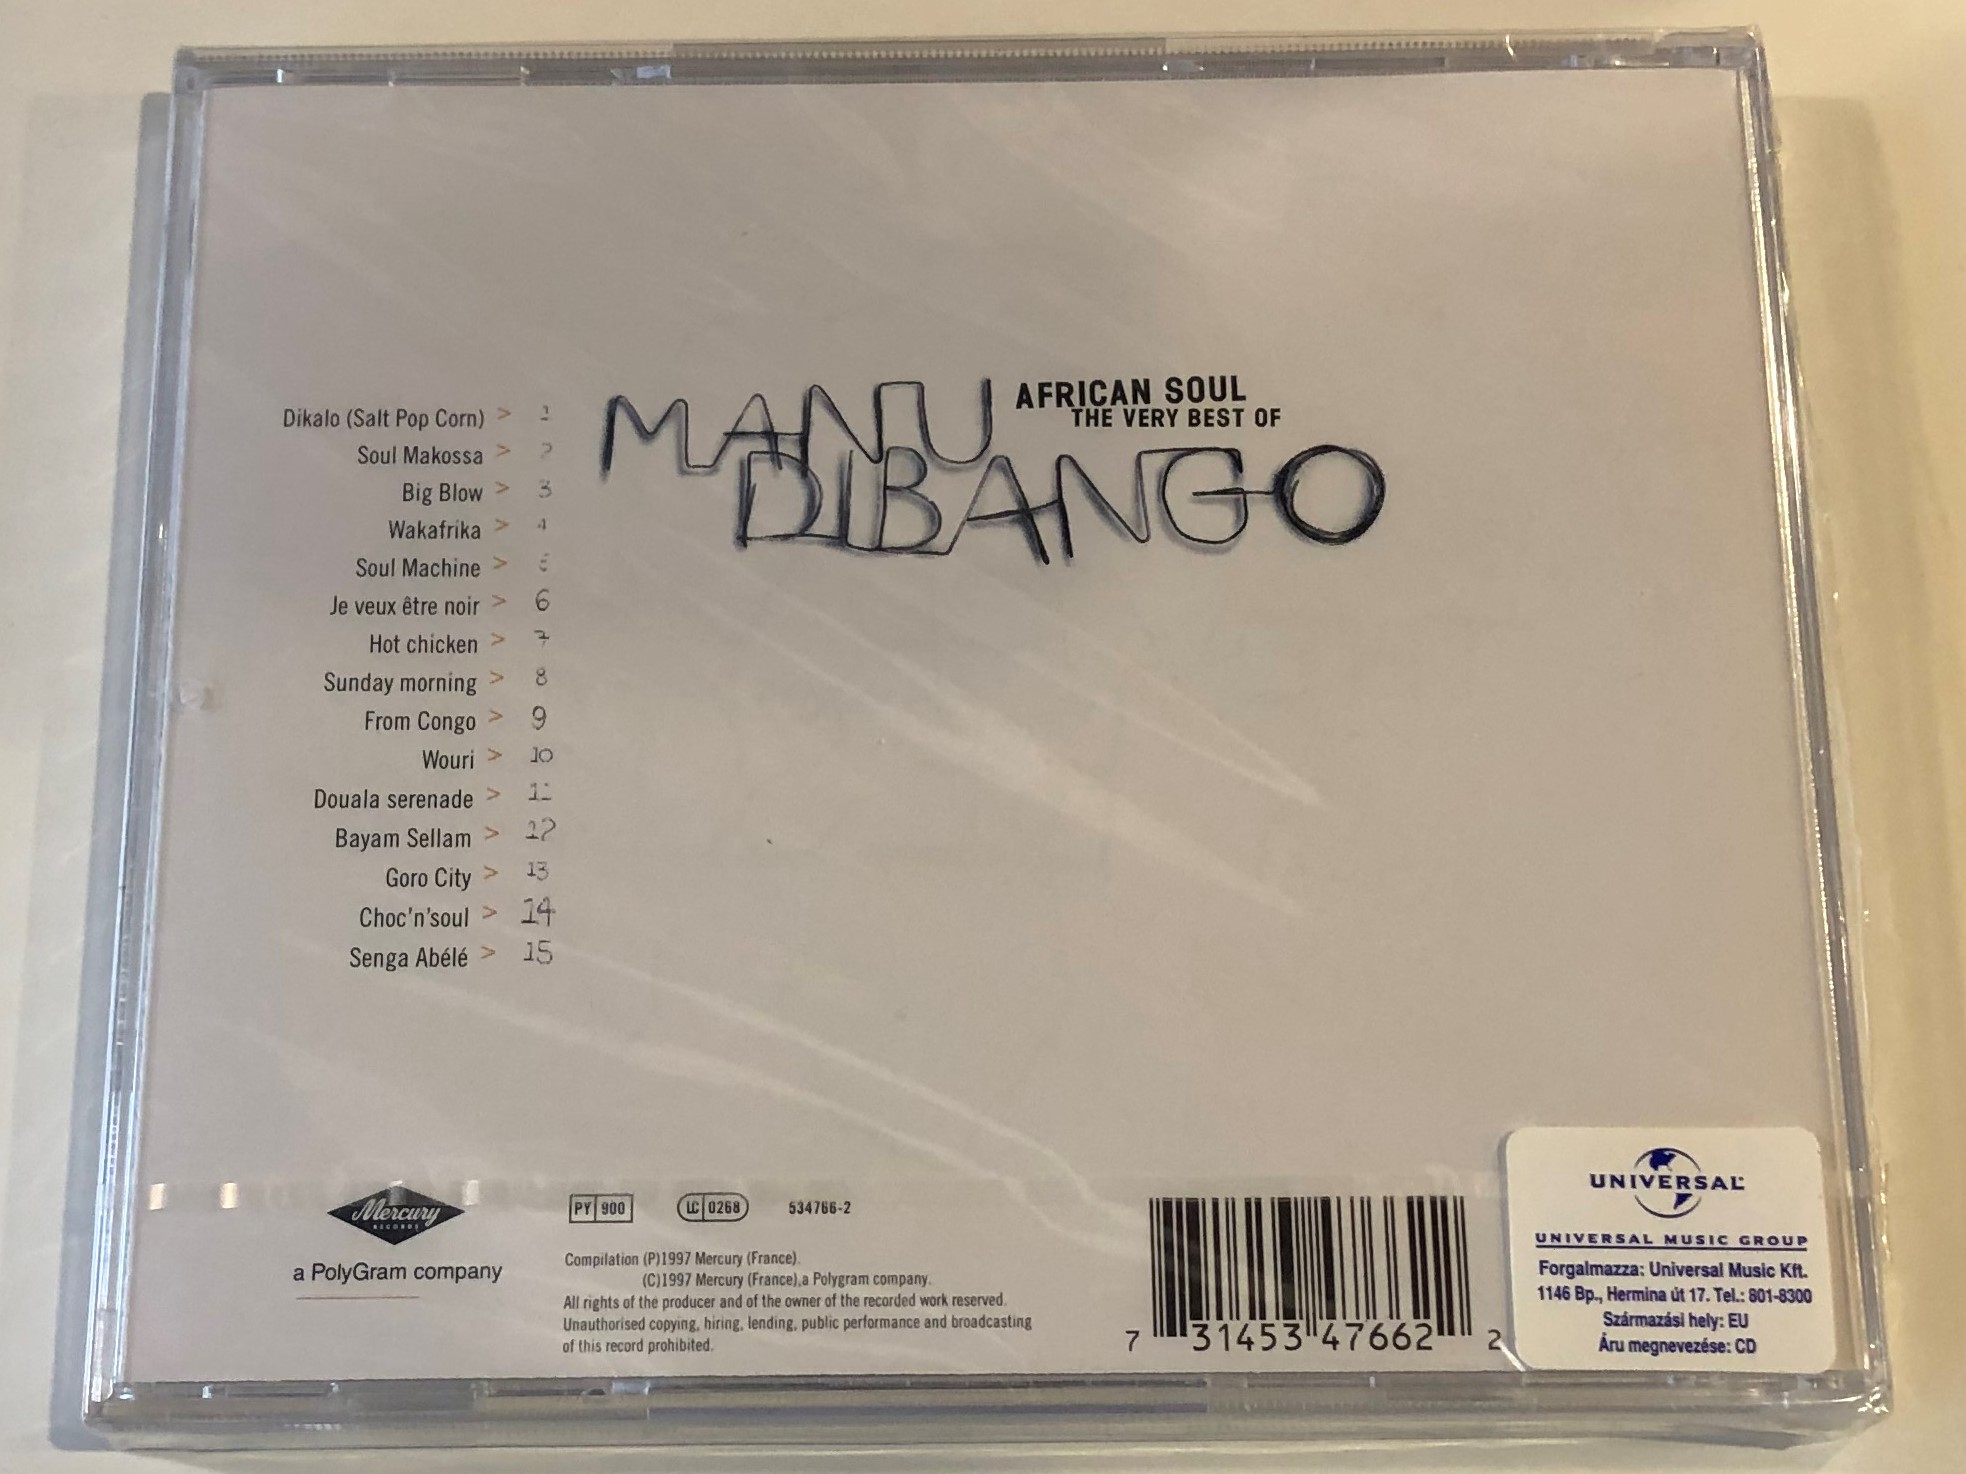 MANU
AFRICAN SOUL
THE VERY BEST OF
DIBANGO
Dikalo (Salt Pop Corn) > 1
Soul Makossa > 2
Big Blow > 3
Wakafrika > 4
Soul Machine > 5
Je veux être noir > 6
Hot chicken > 7
Sunday morning > 8
From Congo > 9
Wouri > 10
Douala serenade > 11
Bayam Sellam > 12
Goro City > 13
Choc'n'soul > 14
Senga Abélé > 15
Mercury
RECORDS
a PolyGram company
PY 900
LC 0268
534766-2
Compilation (P)1997 Mercury (France).
(C)1997 Mercury (France),a Polygram company.
All rights of the producer and of the owner of the recorded work reserved.
Unauthorised copying, hiring, lending, public performance and broadcasting
of this record prohibited.
7 31453 47662 2
UNIVERSAL
UNIVERSAL MUSIC GROUP
Forgalmazza: Universal Music Kft.
1146 Bp., Hermina út 17. Tel.: 801-8300
Származási hely: EU
Áru megnevezése: CD